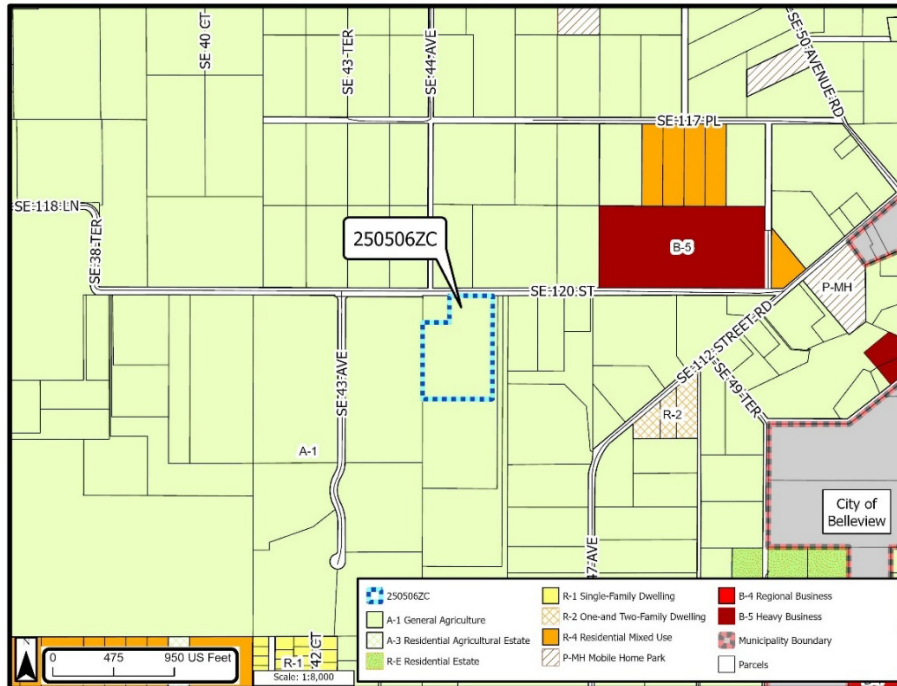 SE 40 CT
SE 43 TER
SE 44 AVE
SE 50 AVENUE RD
SE 117 PL
SE 118 LN
SE 38 TER
250506ZC
B-5
P-MH
SE 120 ST
SE 112 STREET RD
SE 49 TER
SE 43 AVE
R-2
A-1
City of
Belleview
47 AVE
42 CT
R-1
N
0 475 950 US Feet
Scale: 1:8,000
250506ZC
A-1 General Agriculture
A-3 Residential Agricultural Estate
R-E Residential Estate
R-1 Single-Family Dwelling
R-2 One-and Two-Family Dwelling
R-4 Residential Mixed Use
P-MH Mobile Home Park
B-4 Regional Business
B-5 Heavy Business
Municipality Boundary
Parcels